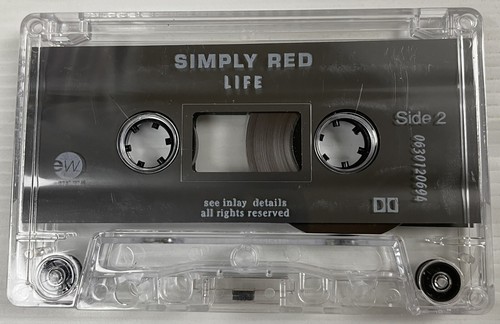 SIMPLY RED
LIFE
Side 2
ew
0630120694
see inlay details
all rights reserved